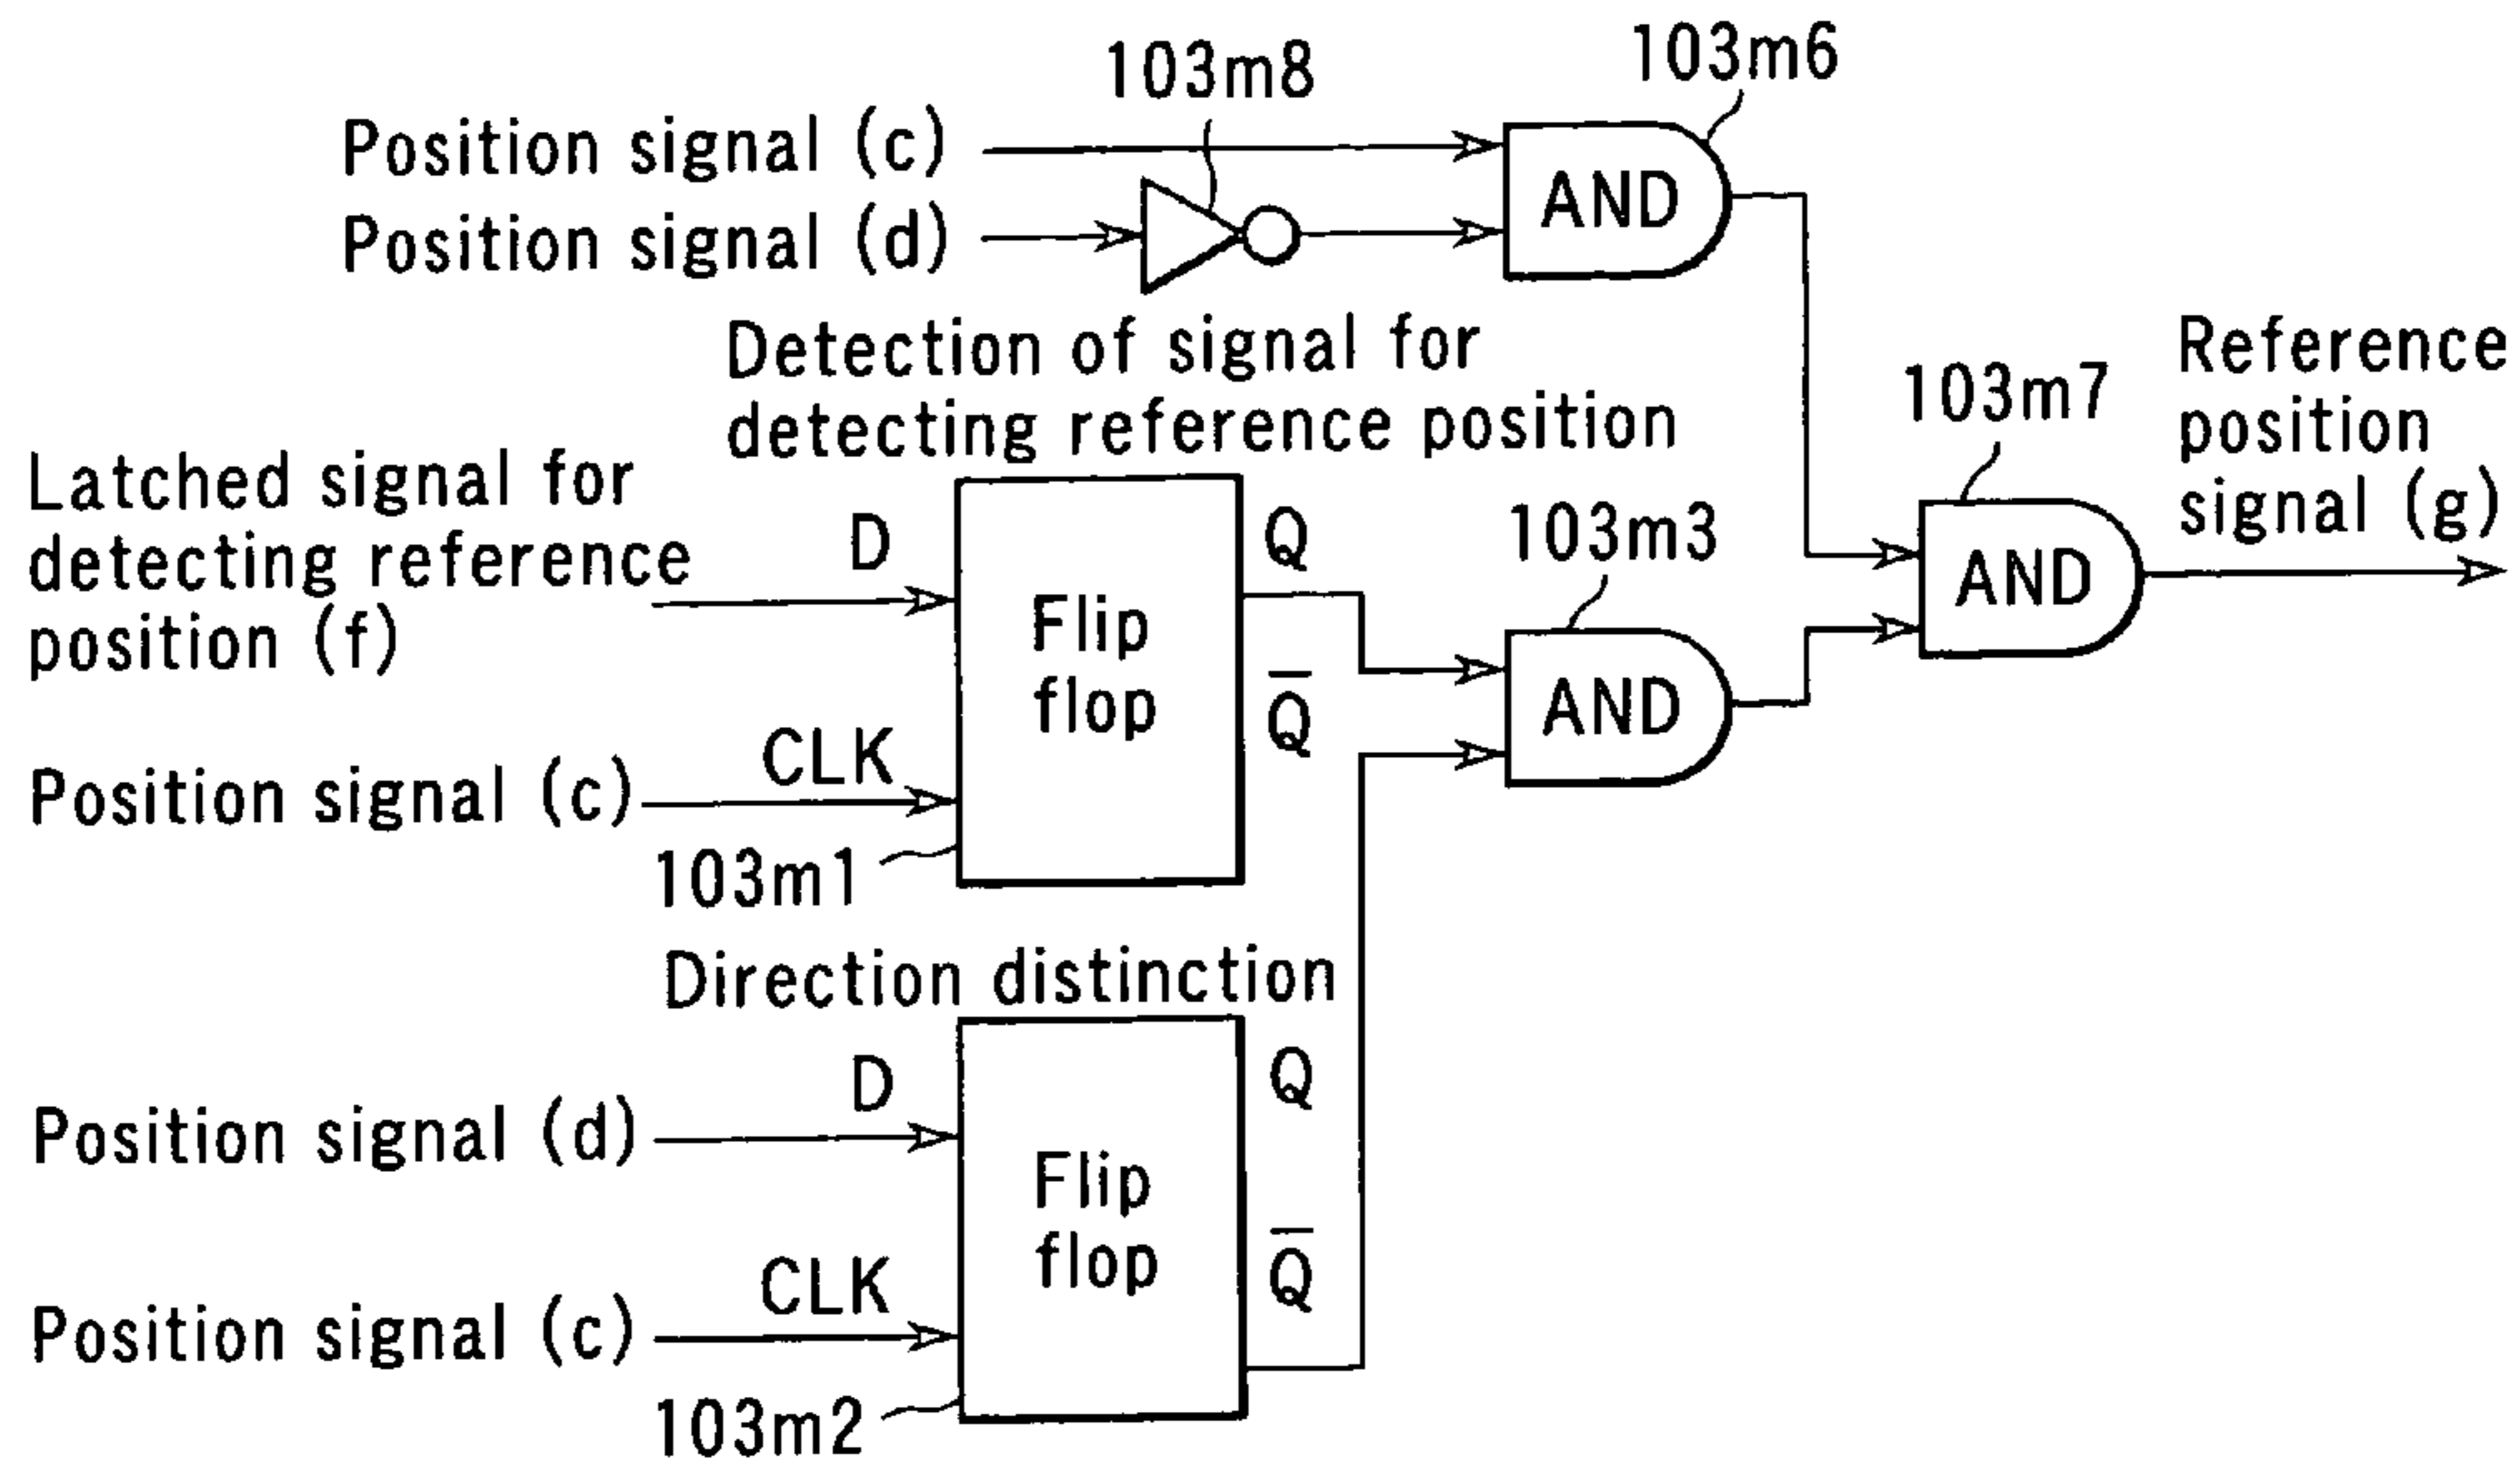 103m8
103m6
Position signal (c)
Position signal (d)
AND
Detection of signal for
detecting reference position
Reference
position
signal (g)
103m7
AND
Latched signal for
detecting reference
position (f)
D
Q
Flip
flop
Q̅
103m3
AND
Position signal (c)
CLK
103m1
Direction distinction
Position signal (d)
D
Q
Flip
flop
Q̅
Position signal (c)
CLK
103m2